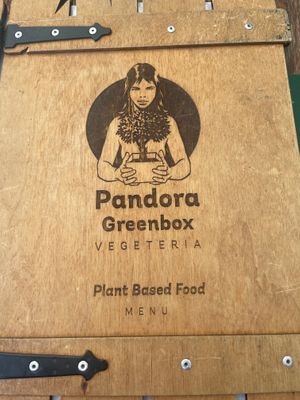 Pandora
Greenbox
VEGETERIA
Plant Based Food
MENU